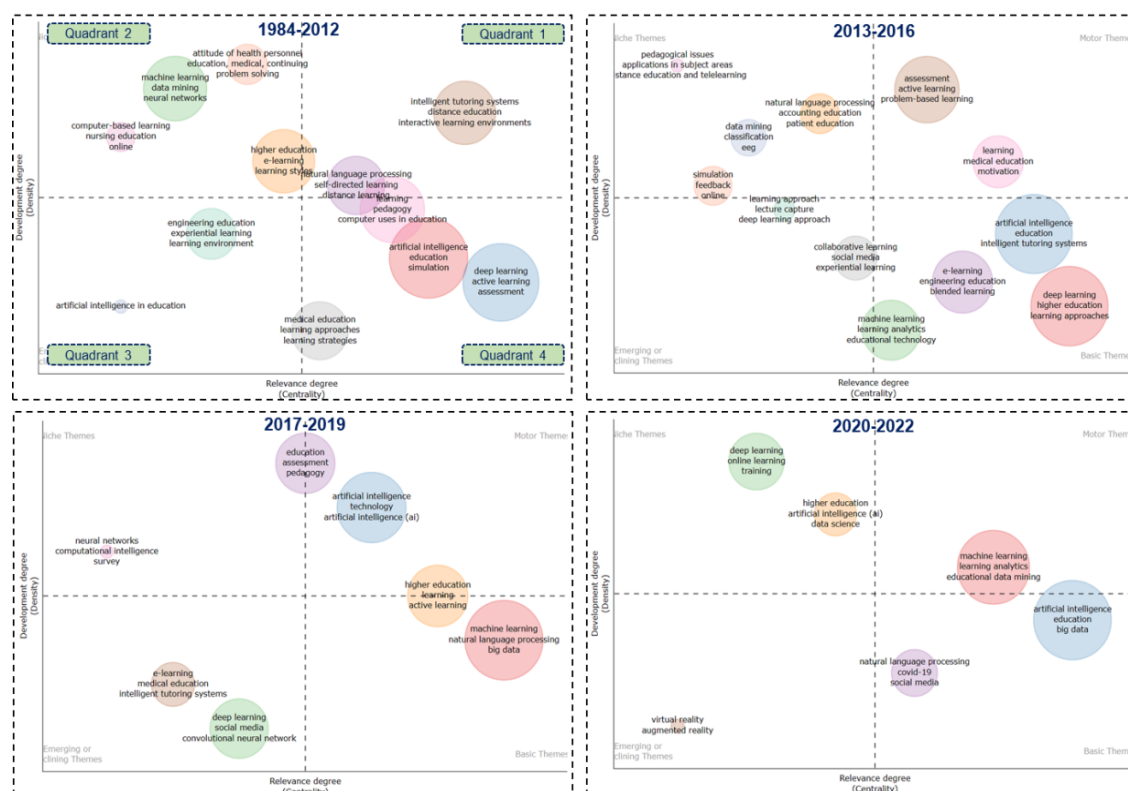 Quadrant 2
1984-2012
Quadrant 1
attitude of health personnel
education, medical, continuing
problem solving
machine learning
data mining
neural networks
intelligent tutoring systems
distance education
interactive learning environments
computer-based learning
nursing education
online
higher education
e-learning
learning styles
natural language processing
self-directed learning
distance learning
learning
pedagogy
computer uses in education
engineering education
experiential learning
learning environment
artificial intelligence
education
simulation
deep learning
active learning
assessment
artificial intelligence in education
medical education
learning approaches
learning strategies
Quadrant 3
Quadrant 4
Emerging or
clining Themes
Development degree
(Density)
Relevance degree
(Centrality)
2013-2016
Niche Themes
Motor Theme
pedagogical issues
applications in subject areas
stance education and telelearning
assessment
active learning
problem-based learning
natural language processing
accounting education
patient education
data mining
classification
eeg
learning
medical education
motivation
simulation
feedback
online
learning approach
lecture capture
deep learning approach
artificial intelligence
education
intelligent tutoring systems
collaborative learning
social media
experiential learning
e-learning
engineering education
blended learning
deep learning
higher education
learning approaches
machine learning
learning analytics
educational technology
Emerging or
clining Themes
Basic Theme
Development degree
(Density)
Relevance degree
(Centrality)
2017-2019
Niche Themes
Motor Themes
education
assessment
pedagogy
artificial intelligence
technology
artificial intelligence (ai)
neural networks
computational intelligence
survey
higher education
learning
active learning
machine learning
natural language processing
big data
e-learning
medical education
intelligent tutoring systems
deep learning
social media
convolutional neural network
Emerging or
clining Themes
Basic Themes
Development degree
(Density)
Relevance degree
(Centrality)
2020-2022
Niche Themes
Motor Themes
deep learning
online learning
training
higher education
artificial intelligence (ai)
data science
machine learning
learning analytics
educational data mining
artificial intelligence
education
big data
natural language processing
covid-19
social media
virtual reality
augmented reality
Emerging or
clining Themes
Basic Themes
Development degree
(Density)
Relevance degree
(Centrality)